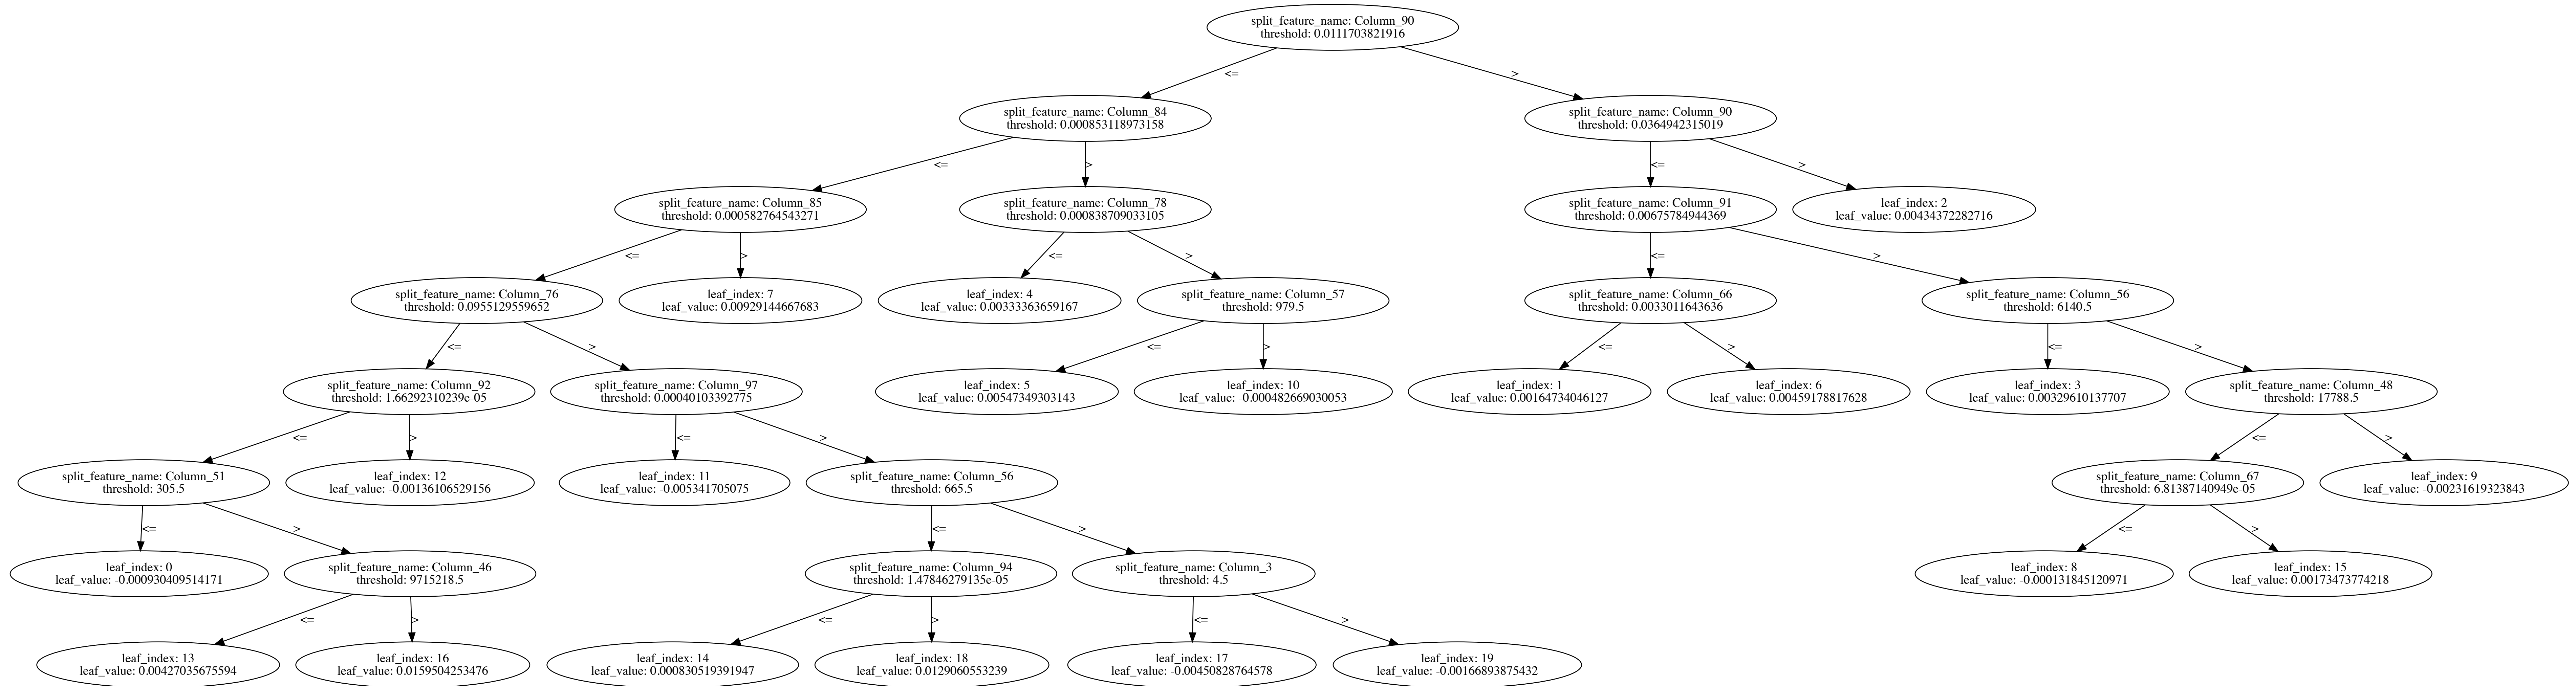 split_feature_name: Column_90
threshold: 0.0111703821916
<=
>
split_feature_name: Column_84
threshold: 0.000853118973158
split_feature_name: Column_90
threshold: 0.0364942315019
<=
>
<=
>
split_feature_name: Column_85
threshold: 0.000582764543271
split_feature_name: Column_78
threshold: 0.000838709033105
split_feature_name: Column_91
threshold: 0.00675784944369
leaf_index: 2
leaf_value: 0.00434372282716
<=
>
<=
>
<=
>
split_feature_name: Column_76
threshold: 0.0955129559652
leaf_index: 7
leaf_value: 0.00929144667683
leaf_index: 4
leaf_value: 0.00333363659167
split_feature_name: Column_57
threshold: 979.5
split_feature_name: Column_66
threshold: 0.0033011643636
split_feature_name: Column_56
threshold: 6140.5
<=
>
<=
>
<=
>
<=
>
split_feature_name: Column_92
threshold: 1.66292310239e-05
split_feature_name: Column_97
threshold: 0.00040103392775
leaf_index: 5
leaf_value: 0.00547349303143
leaf_index: 10
leaf_value: -0.000482669030053
leaf_index: 1
leaf_value: 0.00164734046127
leaf_index: 6
leaf_value: 0.00459178817628
leaf_index: 3
leaf_value: 0.00329610137707
split_feature_name: Column_48
threshold: 17788.5
<=
>
<=
>
<=
>
split_feature_name: Column_51
threshold: 305.5
leaf_index: 12
leaf_value: -0.00136106529156
leaf_index: 11
leaf_value: -0.005341705075
split_feature_name: Column_56
threshold: 665.5
split_feature_name: Column_67
threshold: 6.81387140949e-05
leaf_index: 9
leaf_value: -0.00231619323843
<=
>
<=
>
<=
>
leaf_index: 0
leaf_value: -0.000930409514171
split_feature_name: Column_46
threshold: 9715218.5
split_feature_name: Column_94
threshold: 1.47846279135e-05
split_feature_name: Column_3
threshold: 4.5
leaf_index: 8
leaf_value: -0.000131845120971
leaf_index: 15
leaf_value: 0.00173473774218
<=
>
<=
>
<=
>
leaf_index: 13
leaf_value: 0.00427035675594
leaf_index: 16
leaf_value: 0.0159504253476
leaf_index: 14
leaf_value: 0.000830519391947
leaf_index: 18
leaf_value: 0.0129060553239
leaf_index: 17
leaf_value: -0.00450828764578
leaf_index: 19
leaf_value: -0.00166893875432